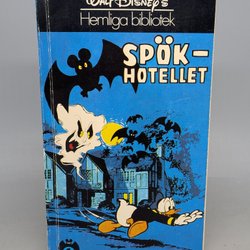 WALT DISNEY'S
Hemliga bibliotek
SPÖK-
HOTELLET